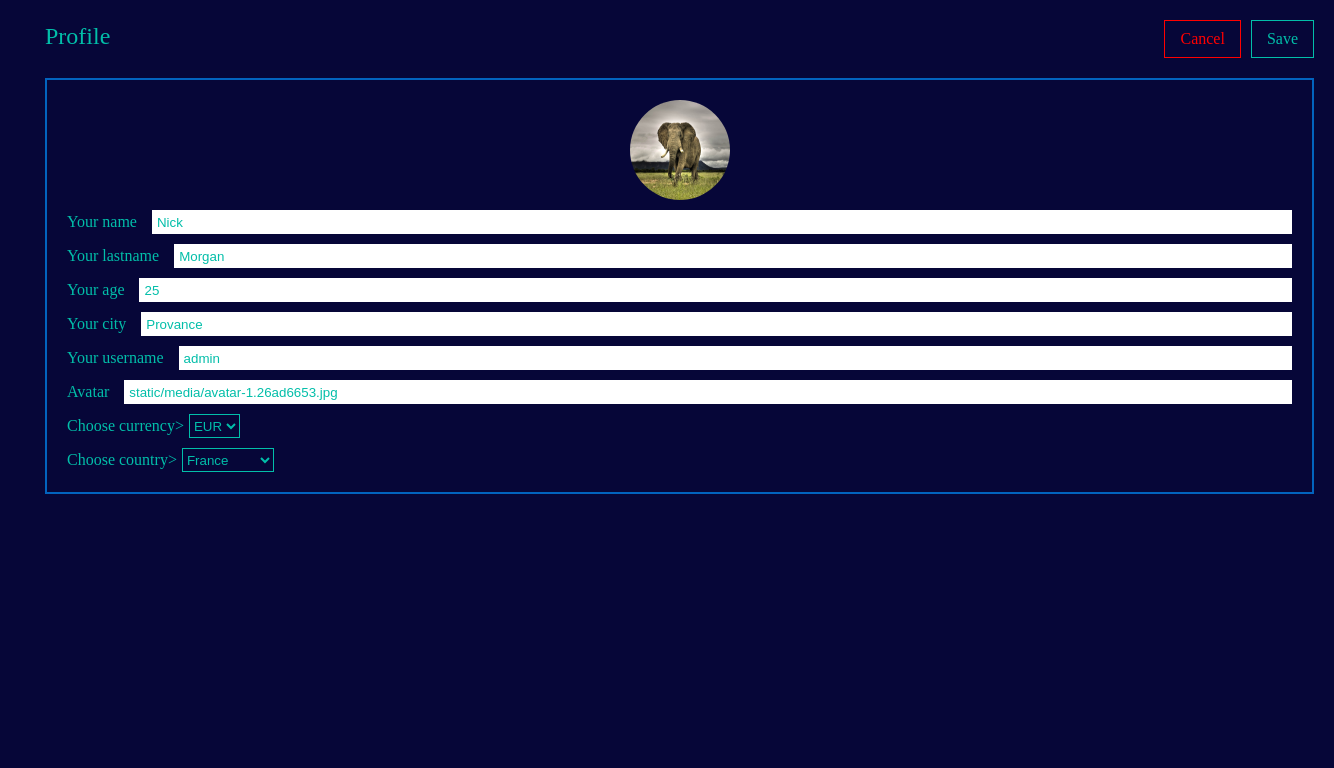 Profile
Cancel
Save
Your name Nick
Your lastname Morgan
Your age 25
Your city Provance
Your username admin
Avatar static/media/avatar-1.26ad6653.jpg
Choose currency> EUR
Choose country> France